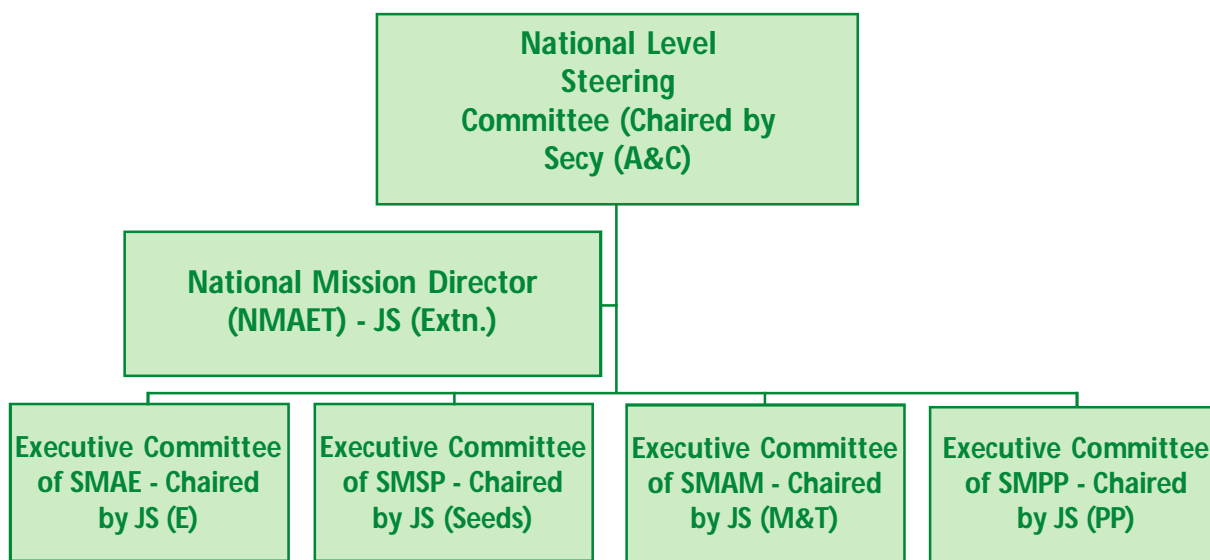 National Level
Steering
Committee (Chaired by
Secy (A&C)
National Mission Director
(NMAET) - JS (Extn.)
Executive Committee
of SMAE - Chaired
by JS (E)
Executive Committee
of SMSP - Chaired
by JS (Seeds)
Executive Committee
of SMAM - Chaired
by JS (M&T)
Executive Committee
of SMPP - Chaired
by JS (PP)